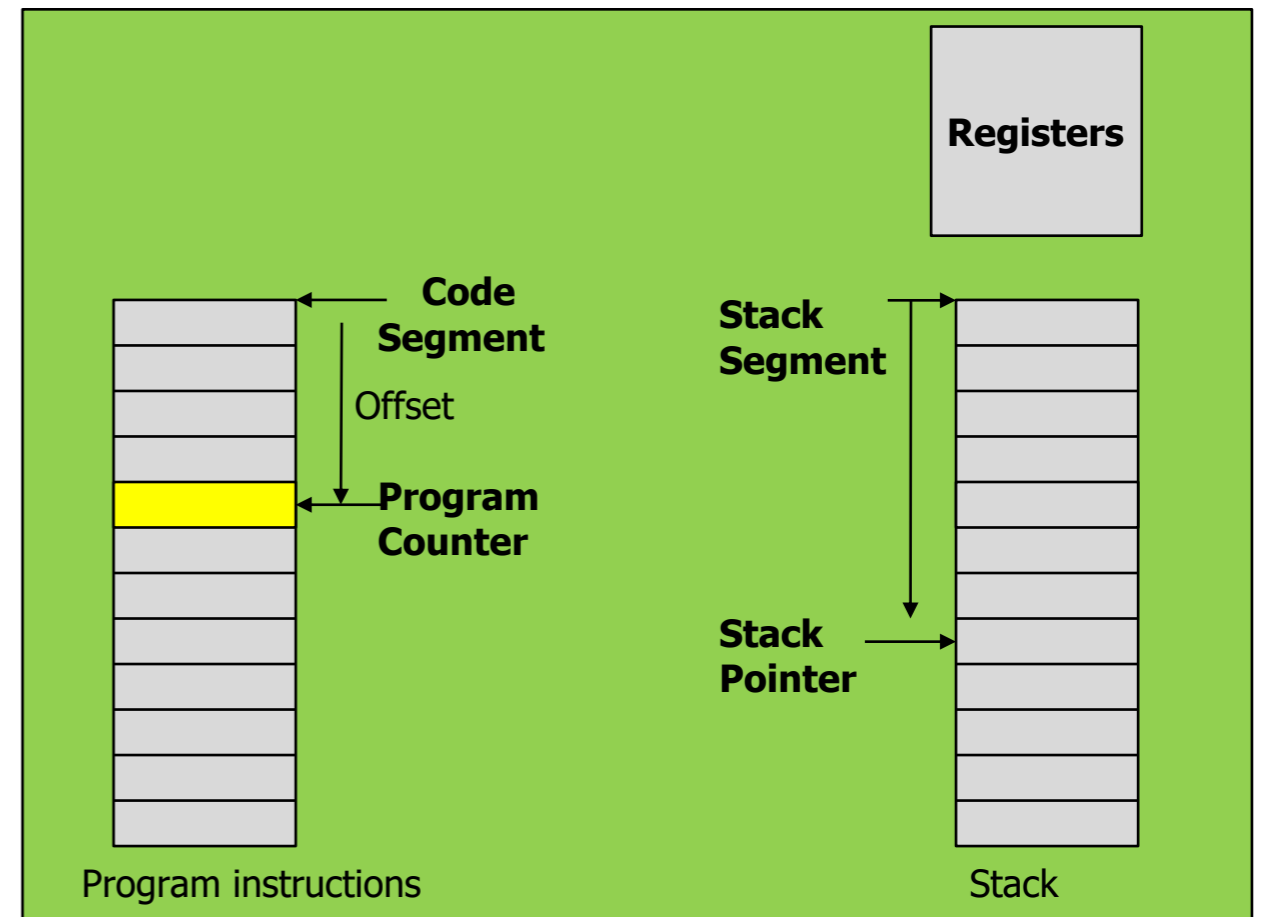 Registers
Code
Segment
Offset
Program
Counter
Stack
Segment
Stack
Pointer
Program instructions
Stack